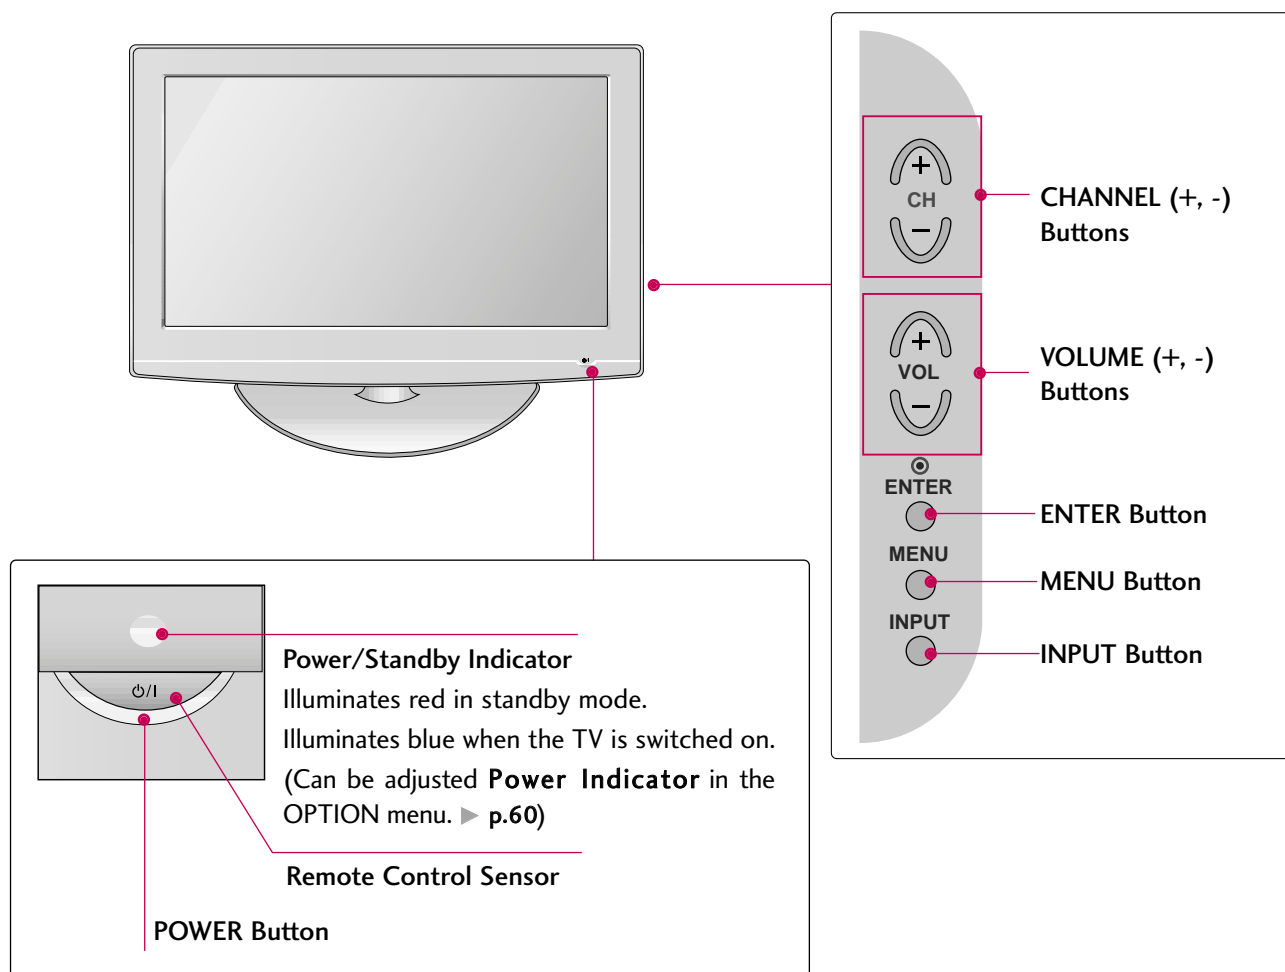 +
CH
−
CHANNEL (+, -)
Buttons
+
VOL
−
VOLUME (+, -)
Buttons
ENTER
ENTER Button
MENU
MENU Button
INPUT
INPUT Button
⏻/I
Power/Standby Indicator
Illuminates red in standby mode.
Illuminates blue when the TV is switched on.
(Can be adjusted Power Indicator in the
OPTION menu. ► p.60)
Remote Control Sensor
POWER Button